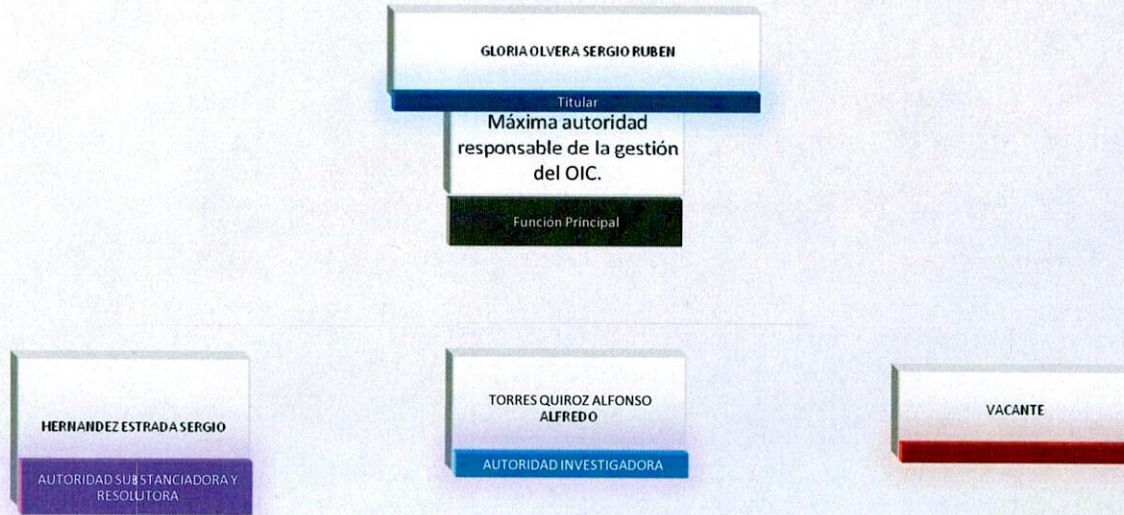 GLORIA OLVERA SERGIO RUBEN
Titular
Máxima autoridad
responsable de la gestión
del OIC.
Función Principal
HERNANDEZ ESTRADA SERGIO
AUTORIDAD SUBSTANCIADORA Y
RESOLUTORA
TORRES QUIROZ ALFONSO
ALFREDO
AUTORIDAD INVESTIGADORA
VACANTE